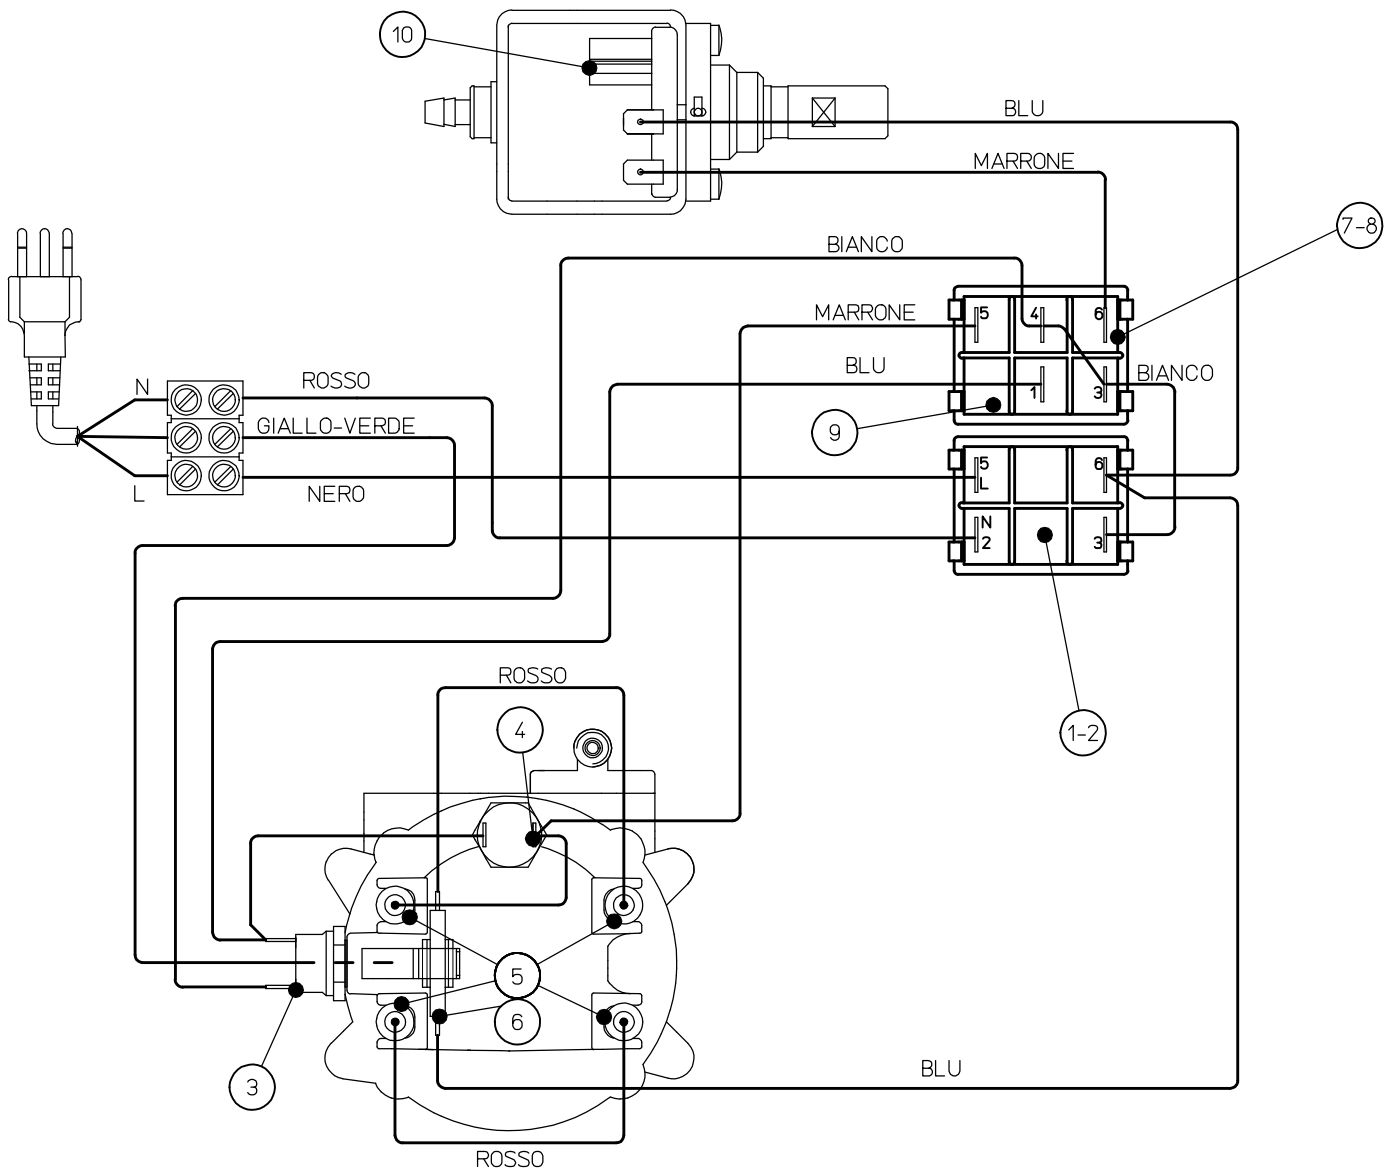 10
BLU
MARRONE
7-8
BIANCO
MARRONE
5
4
6
BLU
BIANCO
1
3
N
ROSSO
9
GIALLO-VERDE
5
L
6
L
NERO
N
2
3
ROSSO
4
1-2
5
6
3
BLU
ROSSO